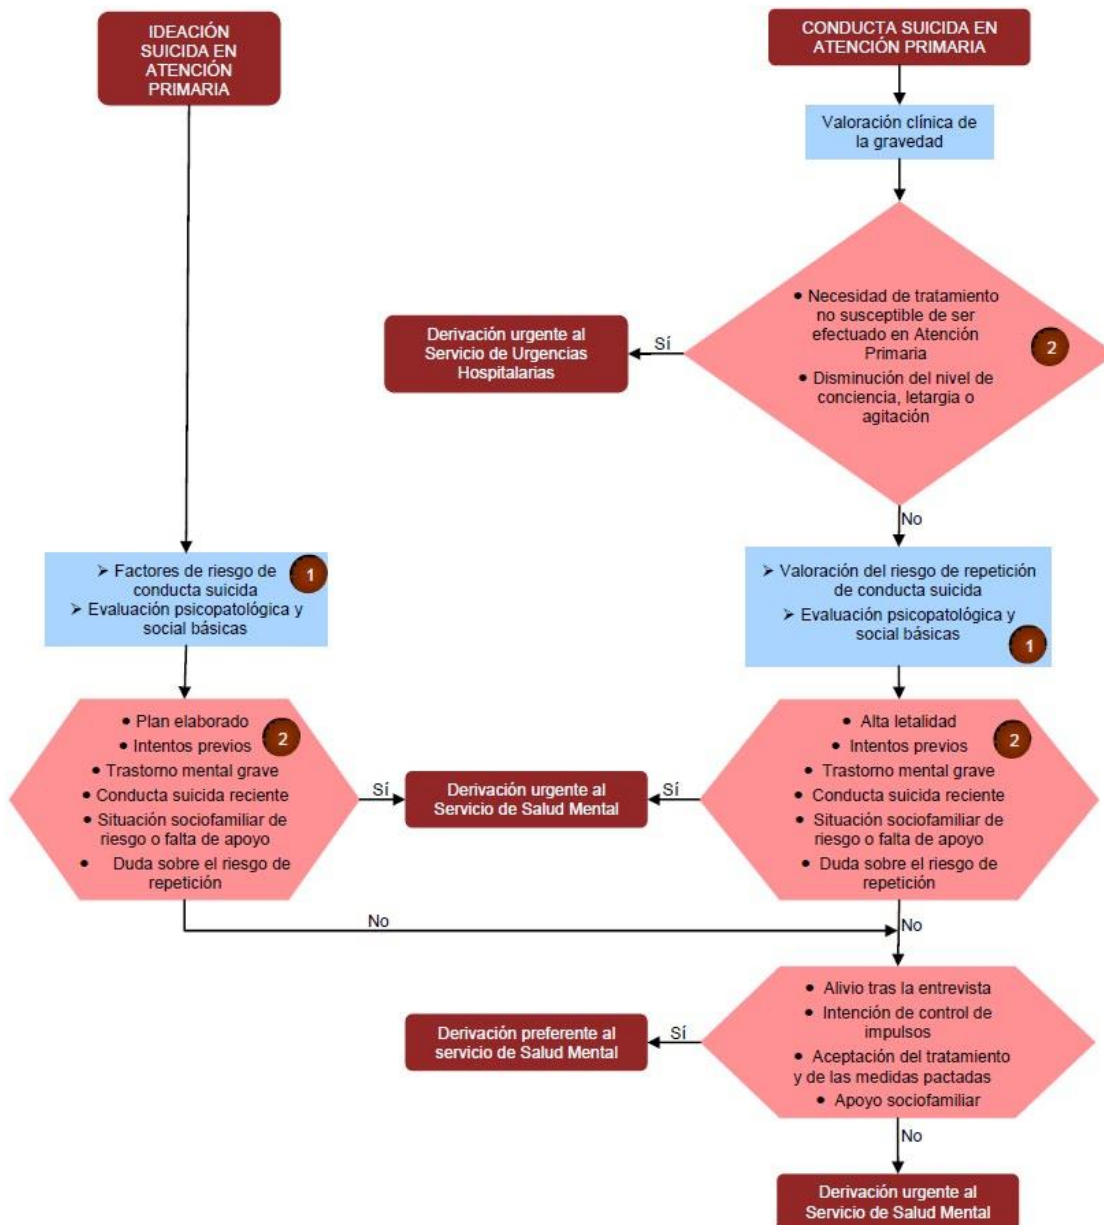 IDEACIÓN
SUICIDA EN
ATENCIÓN
PRIMARIA
CONDUCTA SUICIDA EN
ATENCIÓN PRIMARIA
Valoración clínica de
la gravedad
● Necesidad de tratamiento
no susceptible de ser
efectuado en Atención
Primaria
● Disminución del nivel de
conciencia, letargia o
agitación
2
Sí
Derivación urgente al
Servicio de Urgencias
Hospitalarias
No
➢ Factores de riesgo de
conducta suicida
➢ Evaluación psicopatológica y
social básicas
1
➢ Valoración del riesgo de repetición
de conducta suicida
➢ Evaluación psicopatológica y
social básicas
1
● Plan elaborado
● Intentos previos
● Trastorno mental grave
● Conducta suicida reciente
● Situación sociofamiliar de
riesgo o falta de apoyo
● Duda sobre el riesgo de
repetición
2
Sí
Derivación urgente al
Servicio de Salud Mental
Sí
● Alta letalidad
● Intentos previos
● Trastorno mental grave
● Conducta suicida reciente
● Situación sociofamiliar de
riesgo o falta de apoyo
● Duda sobre el riesgo de
repetición
2
No
No
● Alivio tras la entrevista
● Intención de control de
impulsos
● Aceptación del tratamiento
y de las medidas pactadas
● Apoyo sociofamiliar
Sí
Derivación preferente al
servicio de Salud Mental
No
Derivación urgente al
Servicio de Salud Mental